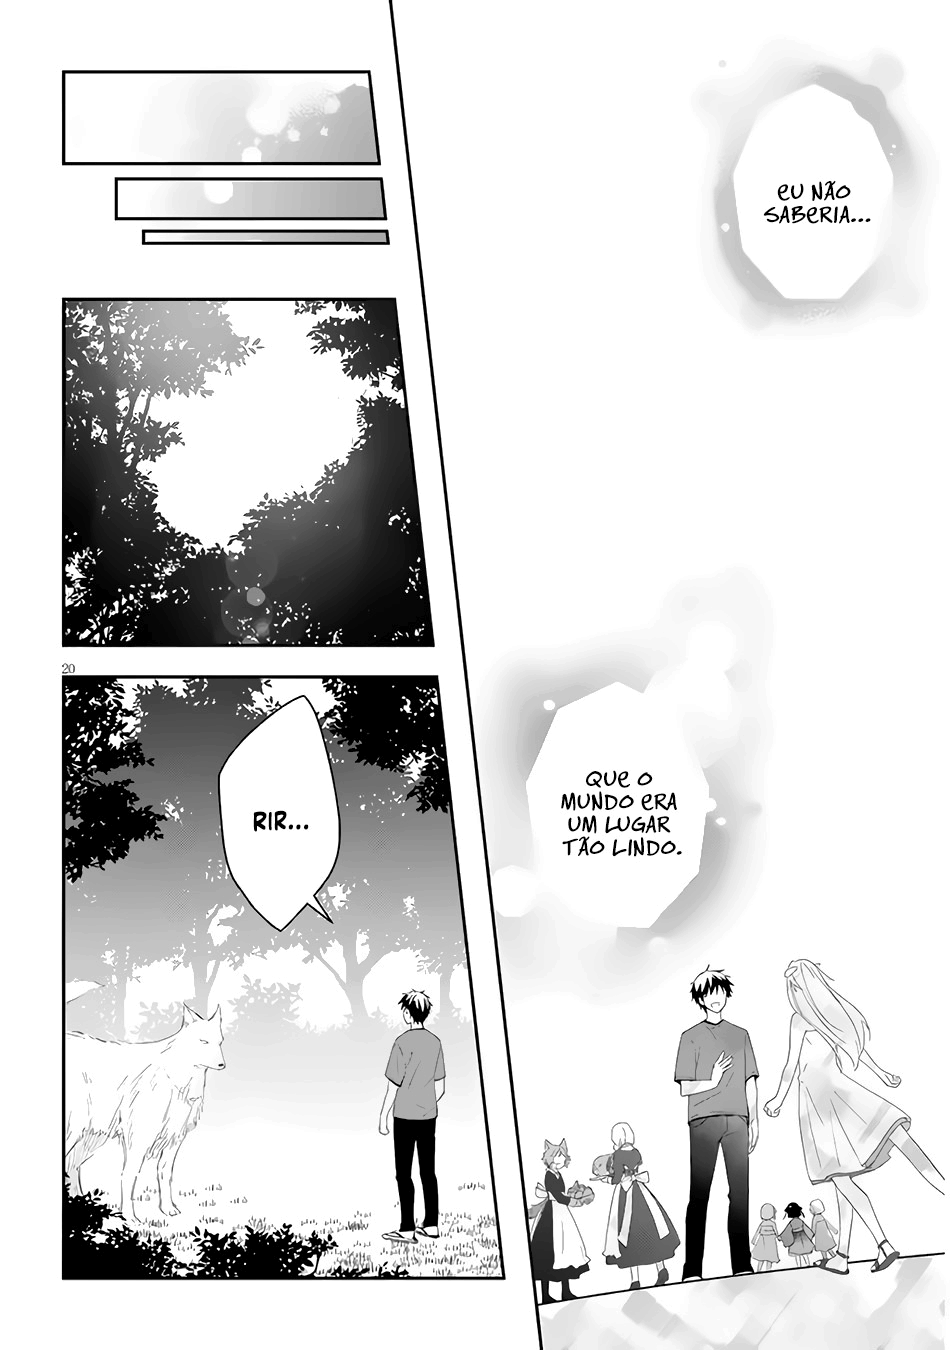 EU NÃO
SABERIA...
QUE O
MUNDO ERA
UM LUGAR
TÃO LINDO.
20
RIR...